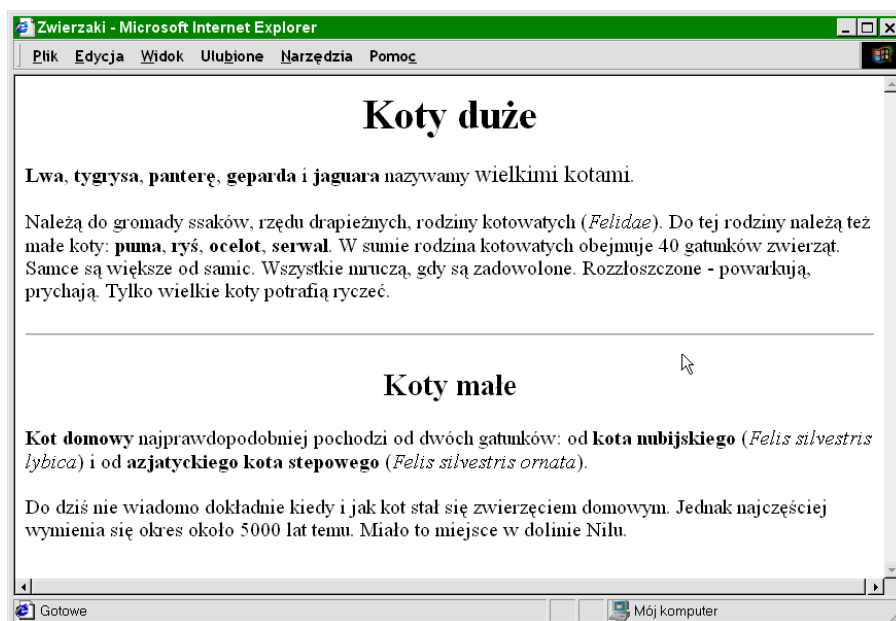 Zwierzaki - Microsoft Internet Explorer
Plik Edycja Widok Ulubione Narzędzia Pomoc
Koty duże
Lwa, tygrysa, panterę, geparda i jaguara nazywamy wielkimi kotami.
Należą do gromady ssaków, rzędu drapieżnych, rodziny kotowatych (Felidae). Do tej rodziny należą też
małe koty: puma, ryś, ocelot, serwal. W sumie rodzina kotowatych obejmuje 40 gatunków zwierząt.
Samce są większe od samic. Wszystkie mruczą, gdy są zadowolone. Rozzłoszczone - powarkują,
prychają. Tylko wielkie koty potrafią ryczeć.
Koty małe
Kot domowy najprawdopodobniej pochodzi od dwóch gatunków: od kota nubijskiego (Felis silvestris
lybica) i od azjatyckiego kota stepowego (Felis silvestris ornata).
Do dziś nie wiadomo dokładnie kiedy i jak kot stał się zwierzęciem domowym. Jednak najczęściej
wymienia się okres około 5000 lat temu. Miało to miejsce w dolinie Nilu.
Gotowe Mój komputer